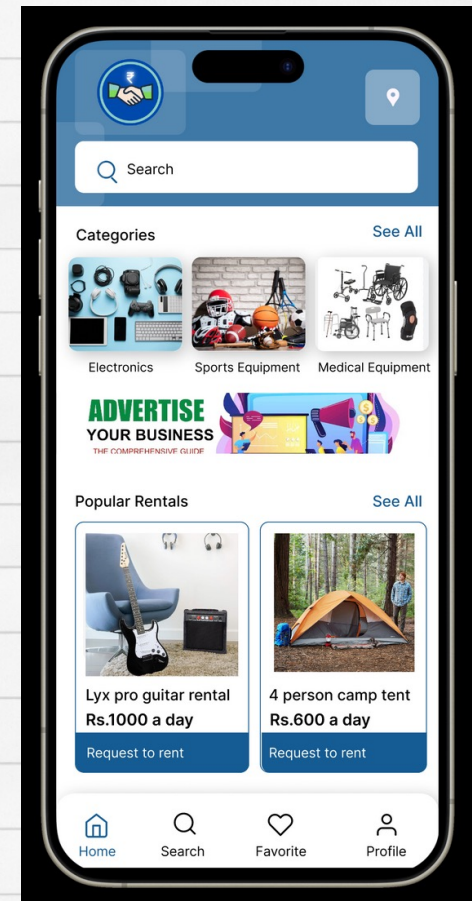 ₹
Search
Categories
See All
Electronics
Sports Equipment
Medical Equipment
ADVERTISE
YOUR BUSINESS
THE COMPREHENSIVE GUIDE
Popular Rentals
See All
Lyx pro guitar rental
Rs.1000 a day
Request to rent
4 person camp tent
Rs.600 a day
Request to rent
Home
Search
Favorite
Profile